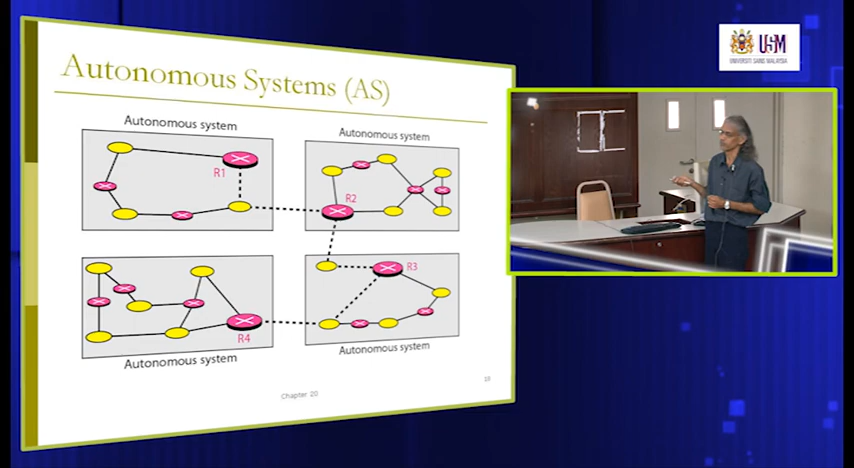 Autonomous Systems (AS)
Autonomous system
Autonomous system
R1
R2
R3
R4
Autonomous system
Autonomous system
Chapter 20
USM
UNIVERSITI SAINS MALAYSIA